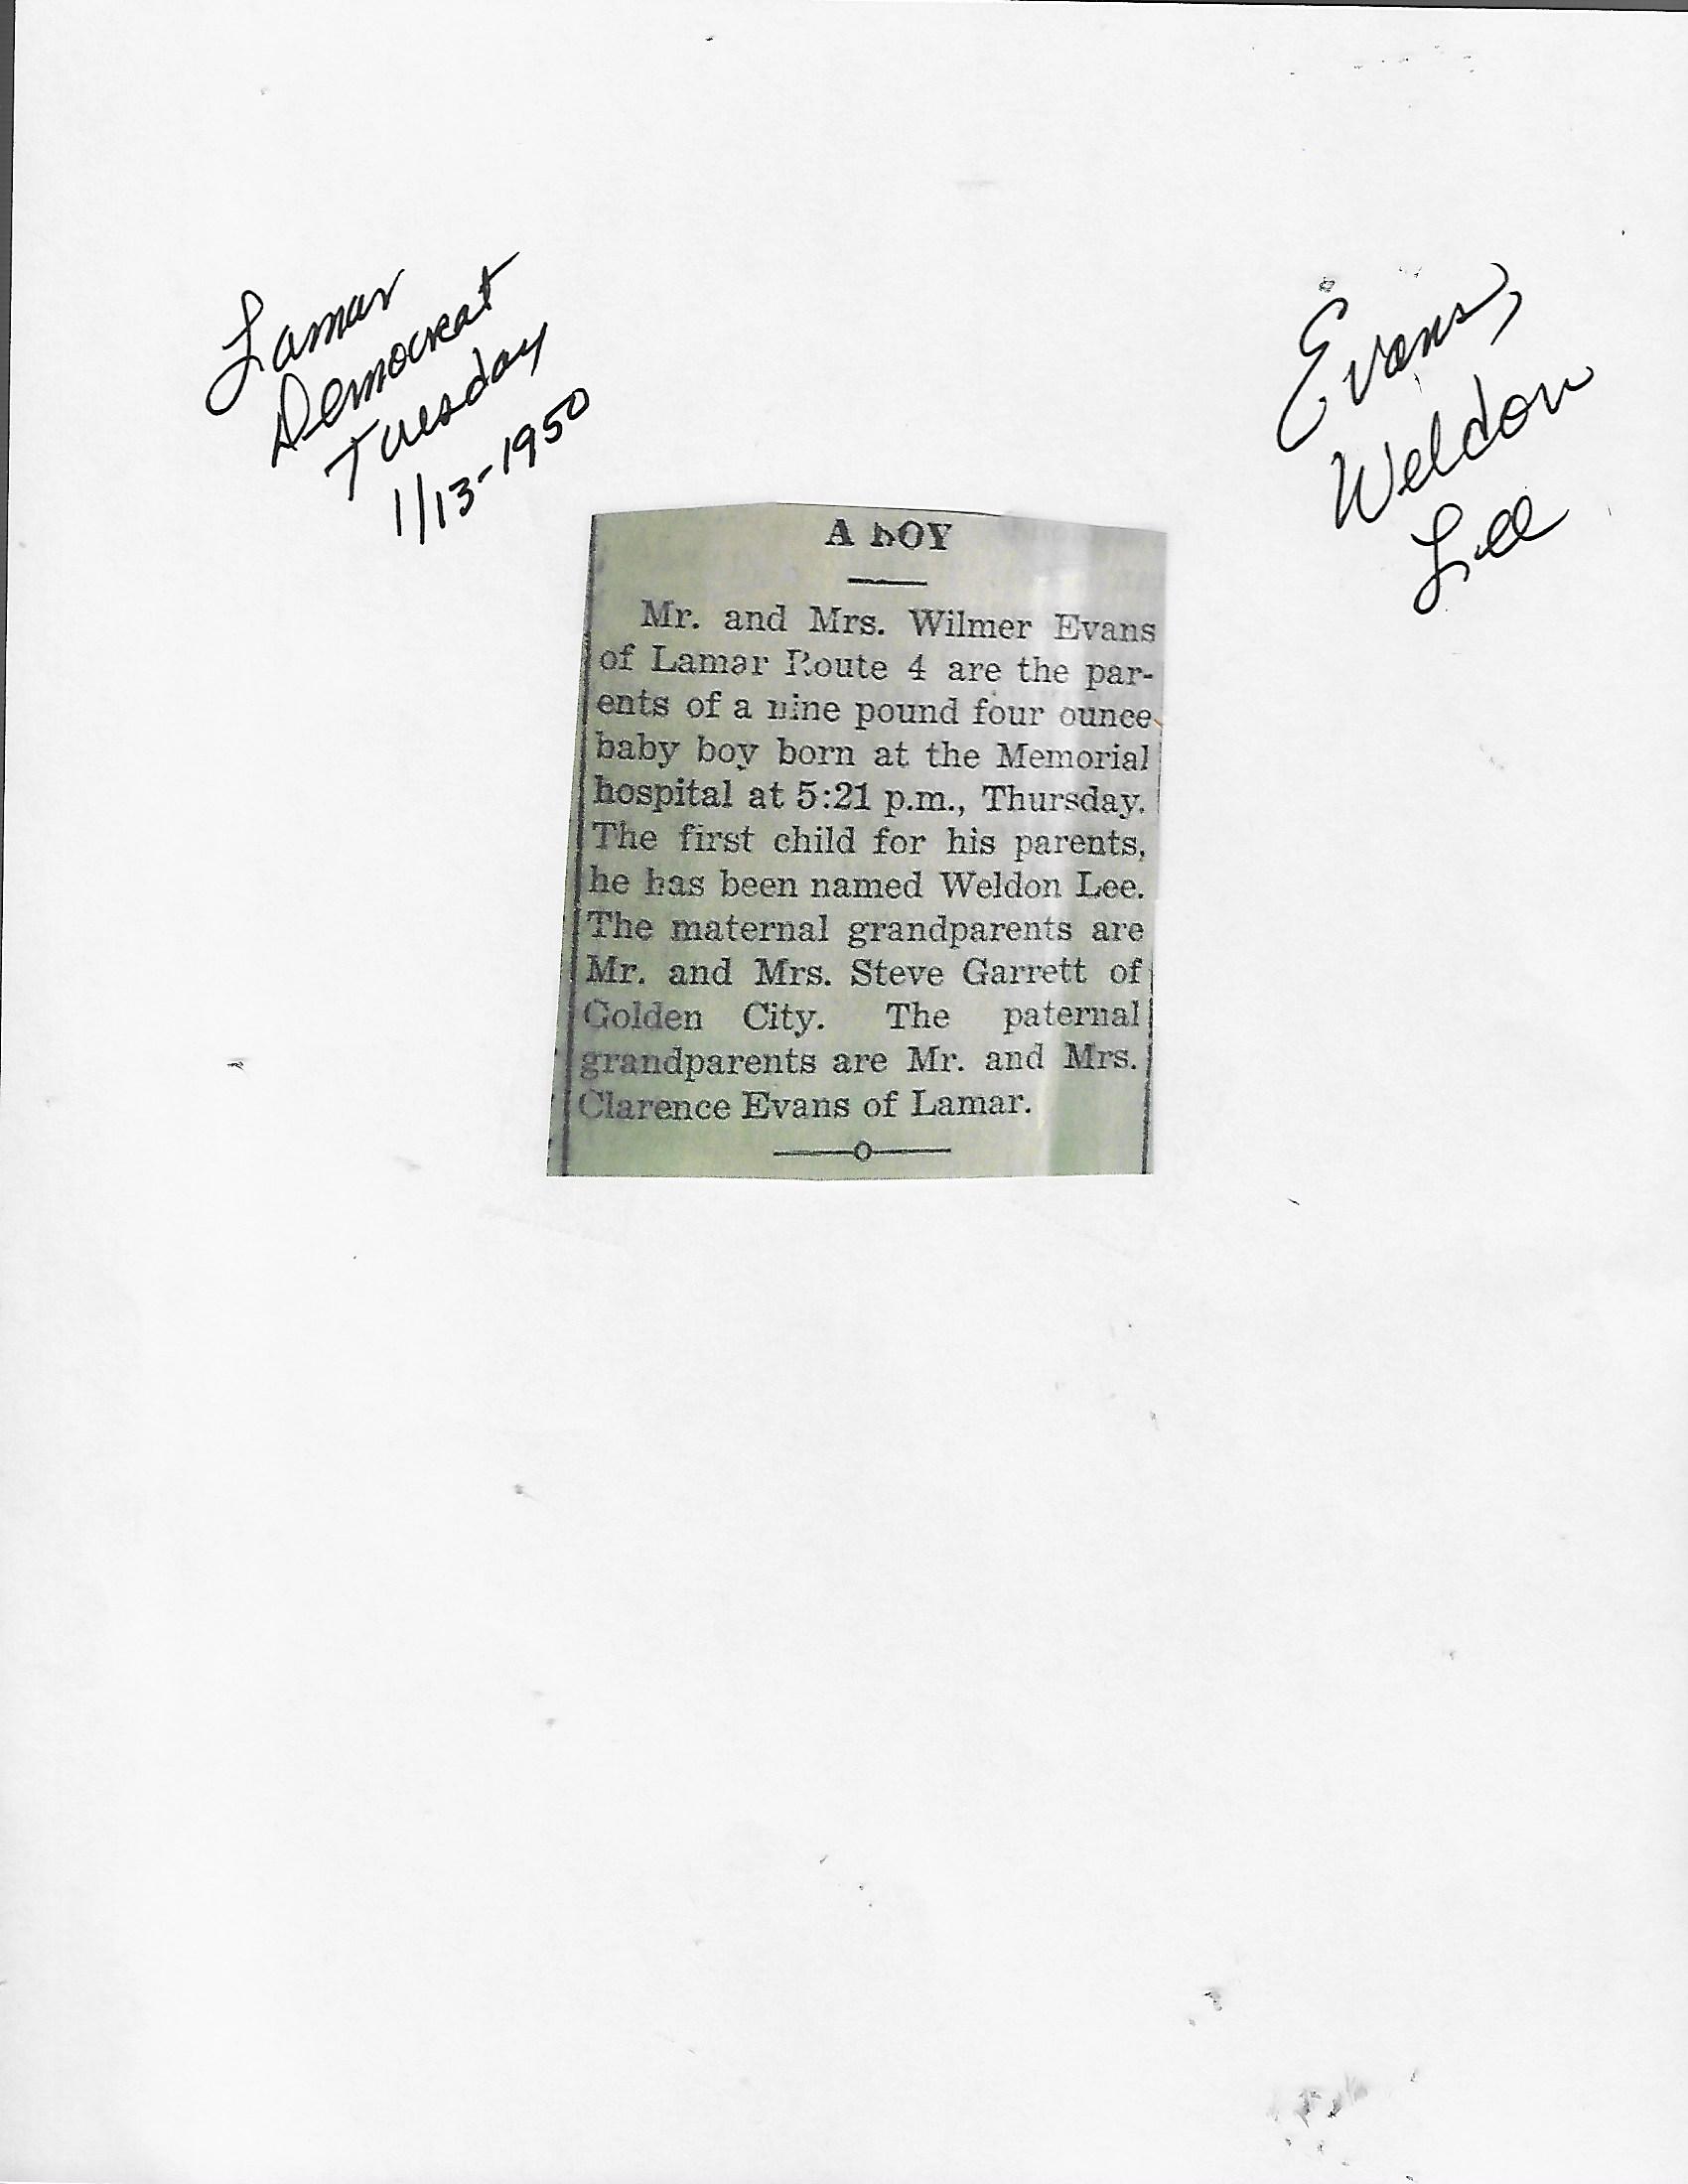 Lamar
Democrat
Tuesday
1/13-1950
Evans,
Weldon
Lee
A BOY
Mr. and Mrs. Wilmer Evans
of Lamar Route 4 are the par-
ents of a nine pound four ounce
baby boy born at the Memorial
hospital at 5:21 p.m., Thursday.
The first child for his parents,
he has been named Weldon Lee.
The maternal grandparents are
Mr. and Mrs. Steve Garrett of
Golden City. The paternal
grandparents are Mr. and Mrs.
Clarence Evans of Lamar.